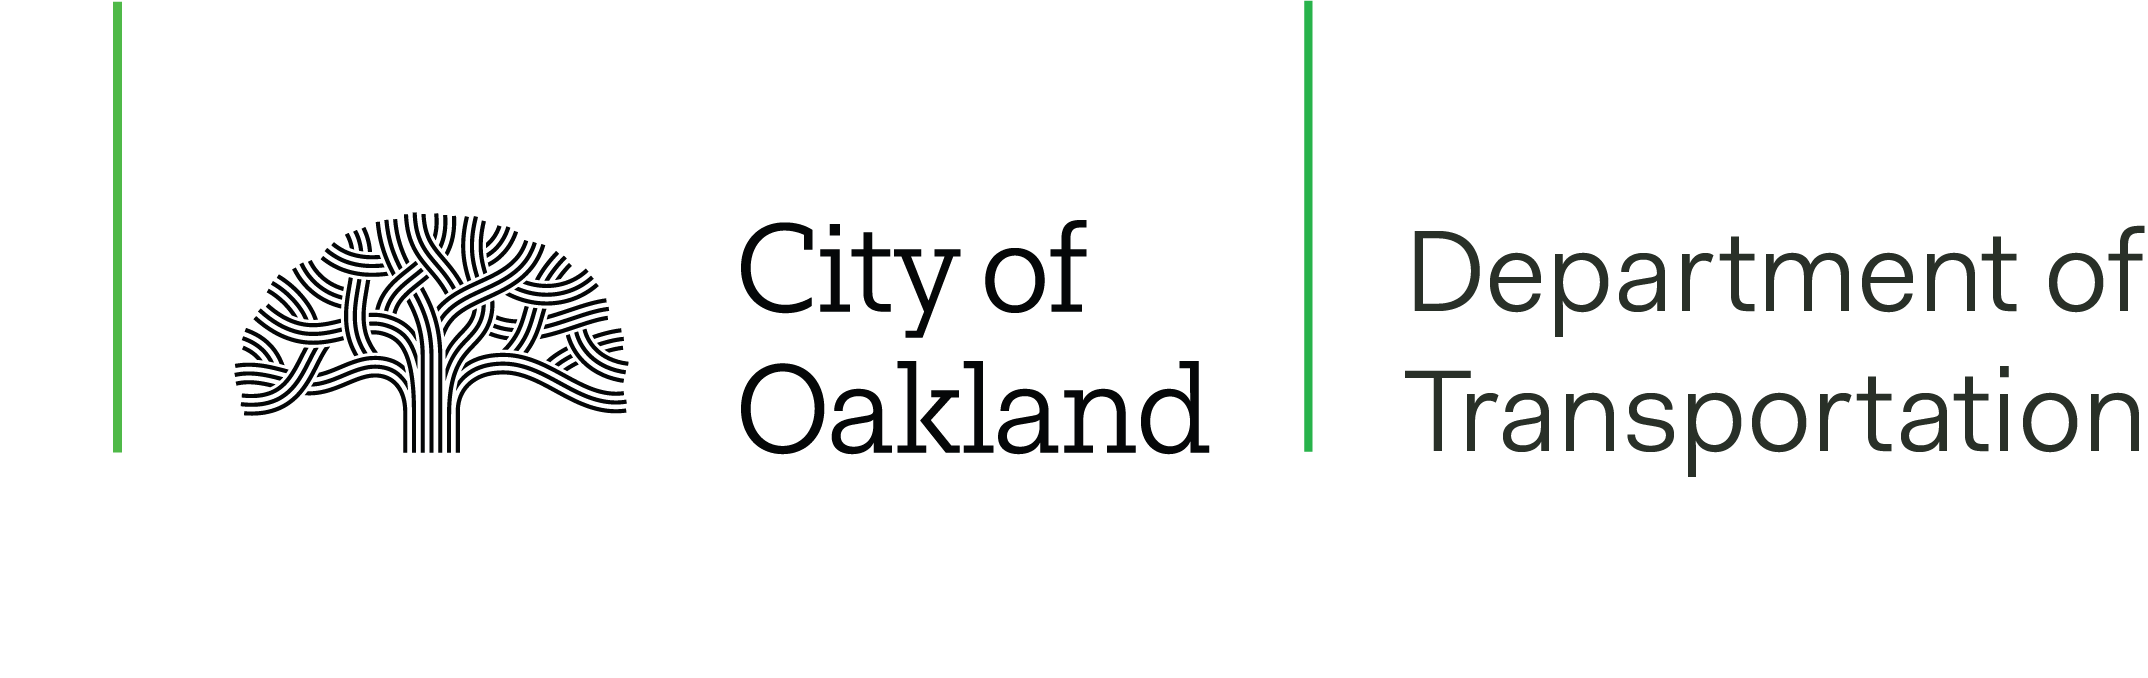 City of
Oakland
Department of
Transportation